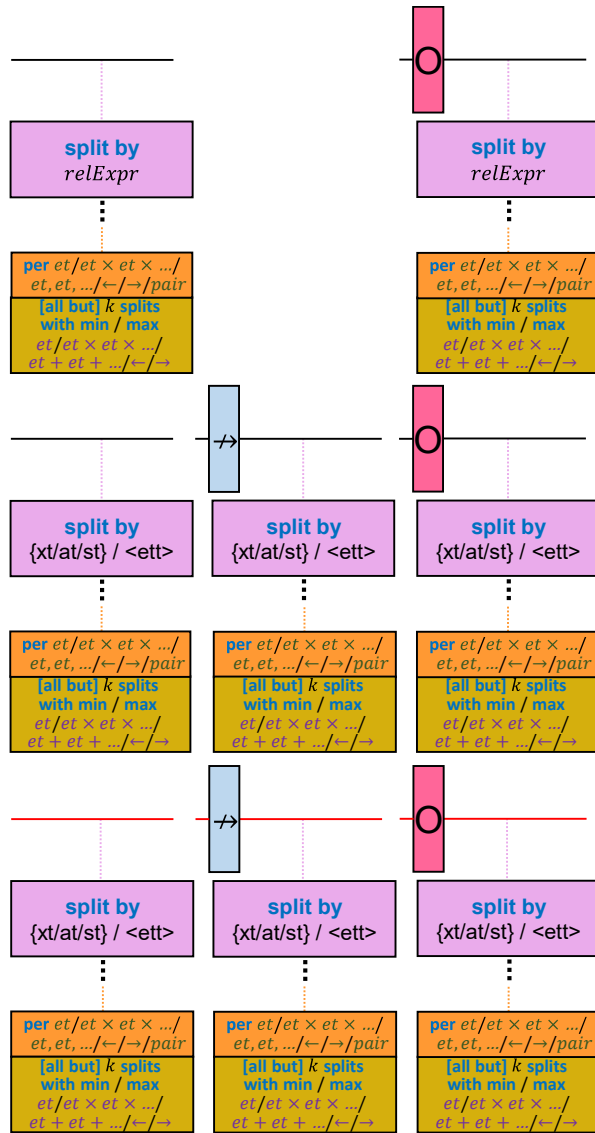 O
split by
relExpr
split by
relExpr
per et/et × et × .../
et, et, .../←/→/pair
[all but] k splits
with min / max
et/et × et × .../
et + et + .../←/→
per et/et × et × .../
et, et, .../←/→/pair
[all but] k splits
with min / max
et/et × et × .../
et + et + .../←/→
↛
O
split by
{xt/at/st} / <ett>
split by
{xt/at/st} / <ett>
split by
{xt/at/st} / <ett>
per et/et × et × .../
et, et, .../←/→/pair
[all but] k splits
with min / max
et/et × et × .../
et + et + .../←/→
per et/et × et × .../
et, et, .../←/→/pair
[all but] k splits
with min / max
et/et × et × .../
et + et + .../←/→
per et/et × et × .../
et, et, .../←/→/pair
[all but] k splits
with min / max
et/et × et × .../
et + et + .../←/→
↛
O
split by
{xt/at/st} / <ett>
split by
{xt/at/st} / <ett>
split by
{xt/at/st} / <ett>
per et/et × et × .../
et, et, .../←/→/pair
[all but] k splits
with min / max
et/et × et × .../
et + et + .../←/→
per et/et × et × .../
et, et, .../←/→/pair
[all but] k splits
with min / max
et/et × et × .../
et + et + .../←/→
per et/et × et × .../
et, et, .../←/→/pair
[all but] k splits
with min / max
et/et × et × .../
et + et + .../←/→